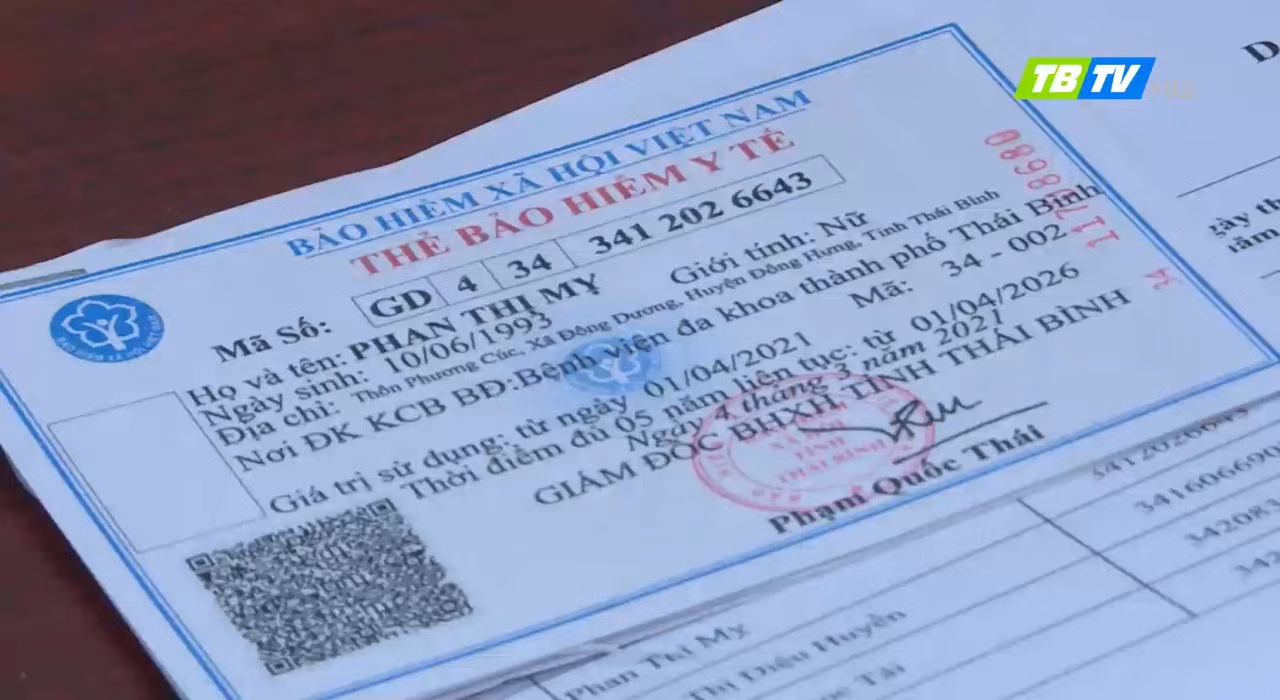 TBTV
BẢO HIỂM XÃ HỘI VIỆT NAM
THẺ BẢO HIỂM Y TẾ
Mã Số: GD 4 34 341 202 6643
Họ và tên: PHAN THỊ MỴ
Ngày sinh: 10/06/1993 Giới tính: Nữ
Địa chỉ: Thôn Phương Cúc, Xã Đông Dương, Huyện Đông Hưng, Tỉnh Thái Bình
Nơi ĐK KCB BĐ: Bệnh viện đa khoa thành phố Thái Bình
Mã: 34 - 002
Giá trị sử dụng: từ ngày 01/04/2021
Thời điểm đủ 05 năm liên tục: từ 01/04/2026
Ngày 4 tháng 3 năm 2021
GIÁM ĐỐC BHXH TỈNH THÁI BÌNH
Phạm Quốc Thái
34
3412026643
Phan Thị Mỵ
341606690
Thị Diệu Huyền
34208